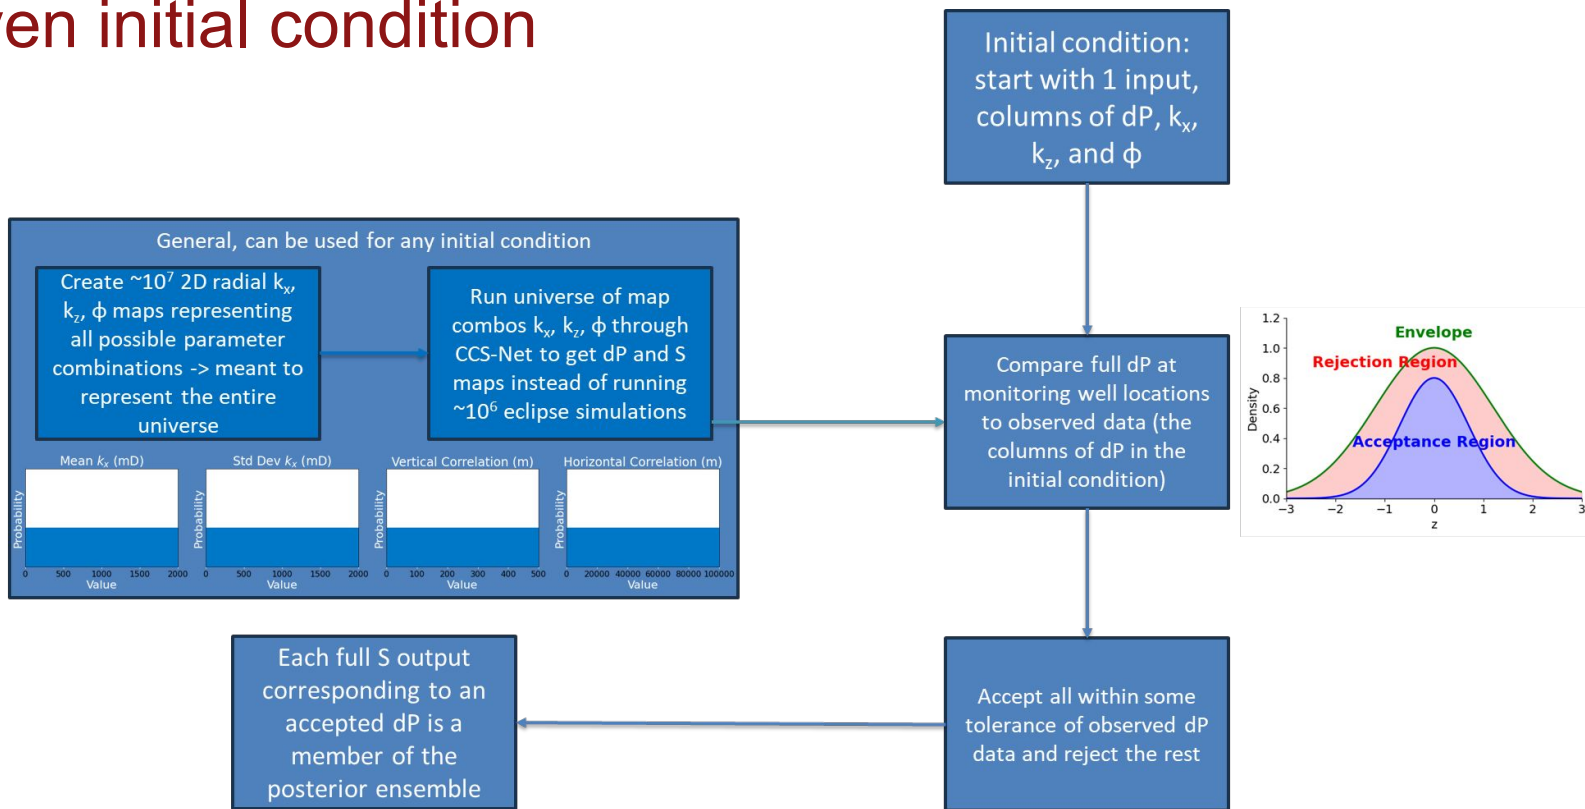 ven initial condition
Initial condition:
start with 1 input,
columns of dP, kₓ,
k_z, and ϕ
General, can be used for any initial condition
Create ~10⁷ 2D radial kₓ,
k_z, ϕ maps representing
all possible parameter
combinations -> meant to
represent the entire
universe
Run universe of map
combos kₓ, k_z, ϕ through
CCS-Net to get dP and S
maps instead of running
~10⁶ eclipse simulations
Mean kₓ (mD)
Probability
0 500 1000 1500 2000
Value
Std Dev kₓ (mD)
Probability
0 500 1000 1500 2000
Value
Vertical Correlation (m)
Probability
0 100 200 300 400 500
Value
Horizontal Correlation (m)
Probability
0 20000 40000 60000 80000 100000
Value
Compare full dP at
monitoring well locations
to observed data (the
columns of dP in the
initial condition)
Envelope
Rejection Region
Acceptance Region
Density
1.2
1.0
0.8
0.6
0.4
0.2
0.0
−3 −2 −1 0 1 2 3
z
Accept all within some
tolerance of observed dP
data and reject the rest
Each full S output
corresponding to an
accepted dP is a
member of the
posterior ensemble